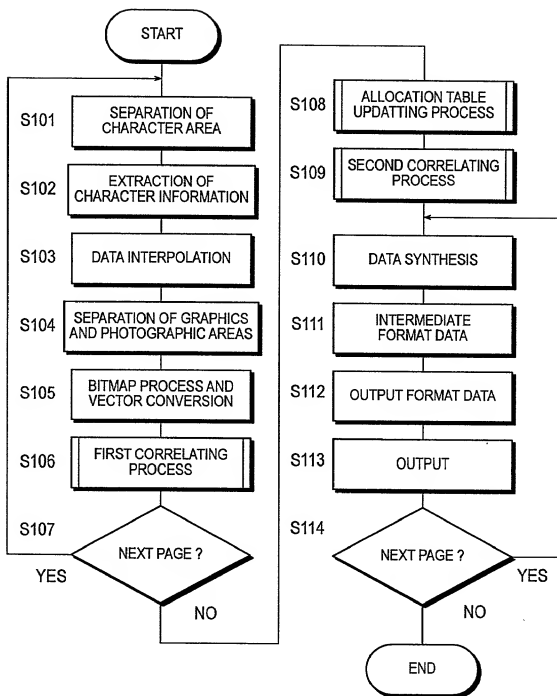 START
S101
SEPARATION OF
CHARACTER AREA
S102
EXTRACTION OF
CHARACTER INFORMATION
S103
DATA INTERPOLATION
S104
SEPARATION OF GRAPHICS
AND PHOTOGRAPHIC AREAS
S105
BITMAP PROCESS AND
VECTOR CONVERSION
S106
FIRST CORRELATING
PROCESS
S107
NEXT PAGE ?
YES
NO
S108
ALLOCATION TABLE
UPDATTING PROCESS
S109
SECOND CORRELATING
PROCESS
S110
DATA SYNTHESIS
S111
INTERMEDIATE
FORMAT DATA
S112
OUTPUT FORMAT DATA
S113
OUTPUT
S114
NEXT PAGE ?
YES
NO
END